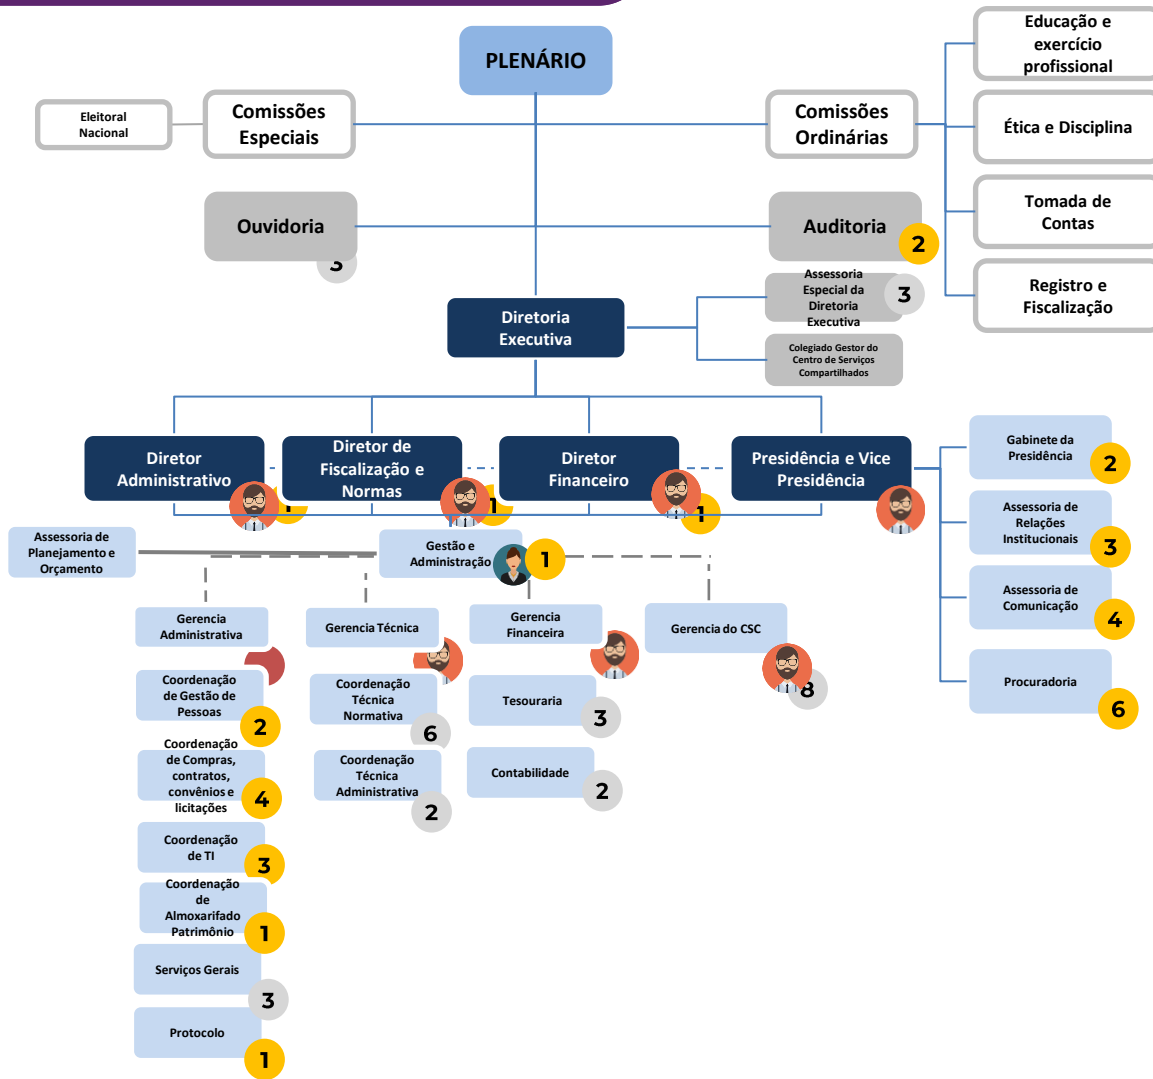 PLENÁRIO
Educação e
exercício
profissional
Eleitoral
Nacional
Comissões
Especiais
Comissões
Ordinárias
Ética e Disciplina
Ouvidoria
3
Auditoria
2
Tomada de
Contas
Assessoria
Especial da
Diretoria
Executiva
3
Registro e
Fiscalização
Diretoria
Executiva
Colegiado Gestor do
Centro de Serviços
Compartilhados
Diretor
Administrativo
1
Diretor de
Fiscalização e
Normas
1
Diretor
Financeiro
1
Presidência e Vice
Presidência
Gabinete da
Presidência
2
Assessoria de
Relações
Institucionais
3
Assessoria de
Comunicação
4
Procuradoria
6
Assessoria de
Planejamento e
Orçamento
Gestão e
Administração
1
Gerencia
Administrativa
Gerencia Técnica
Gerencia
Financeira
Gerencia do CSC
8
Coordenação
de Gestão de
Pessoas
2
Coordenação
Técnica
Normativa
6
Tesouraria
3
Coordenação
de Compras,
contratos,
convênios e
licitações
4
Coordenação
Técnica
Administrativa
2
Contabilidade
2
Coordenação
de TI
3
Coordenação
de
Almoxarifado
Patrimônio
1
Serviços Gerais
3
Protocolo
1